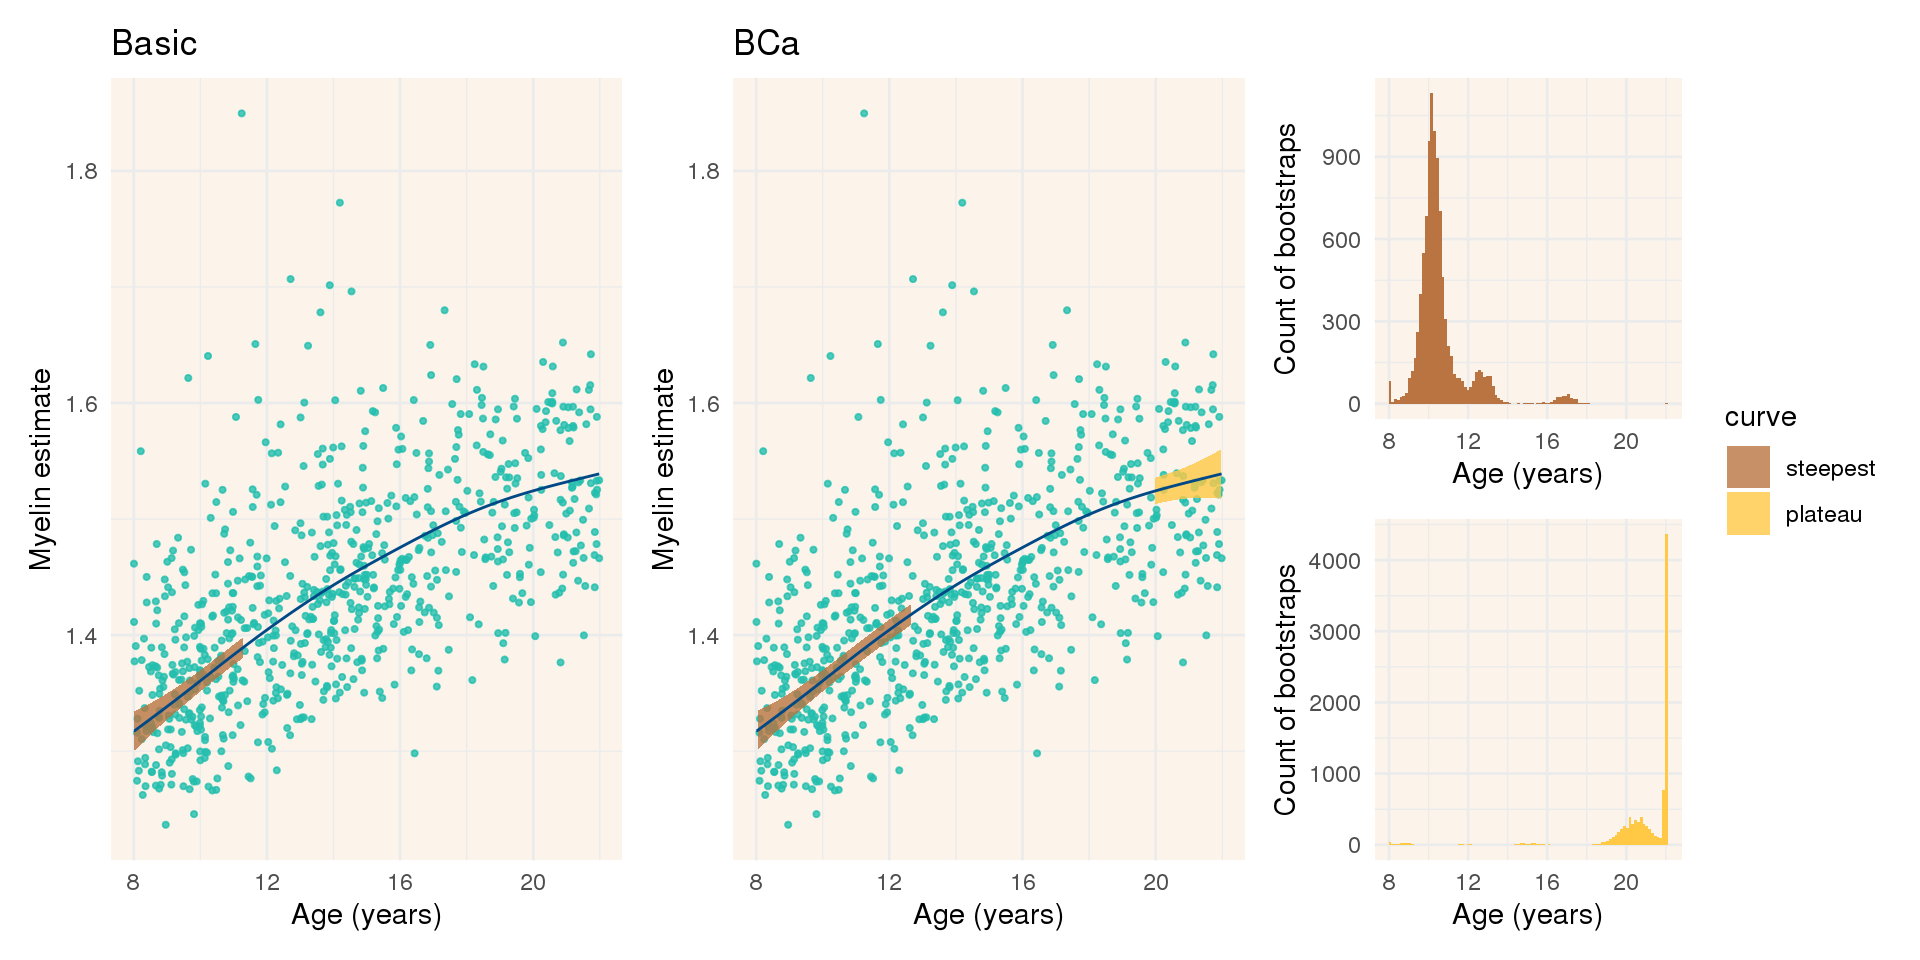 Basic
Myelin estimate
1.8
1.6
1.4
8 12 16 20
Age (years)
BCa
Myelin estimate
1.8
1.6
1.4
8 12 16 20
Age (years)
Count of bootstraps
900
600
300
0
8 12 16 20
Age (years)
Count of bootstraps
4000
3000
2000
1000
0
8 12 16 20
Age (years)
curve
steepest
plateau